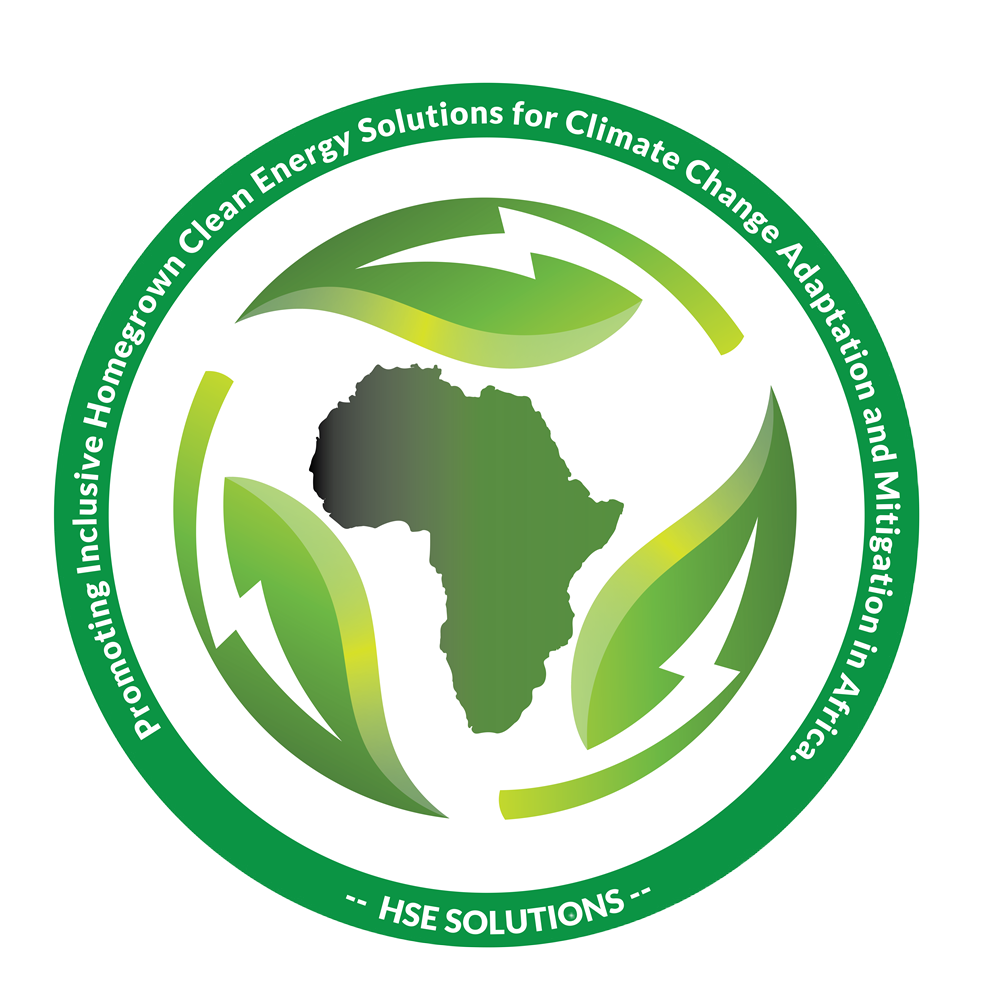 Promoting Inclusive Homegrown Clean Energy Solutions for Climate Change Adaptation and Mitigation in Africa.
-- HSE SOLUTIONS --